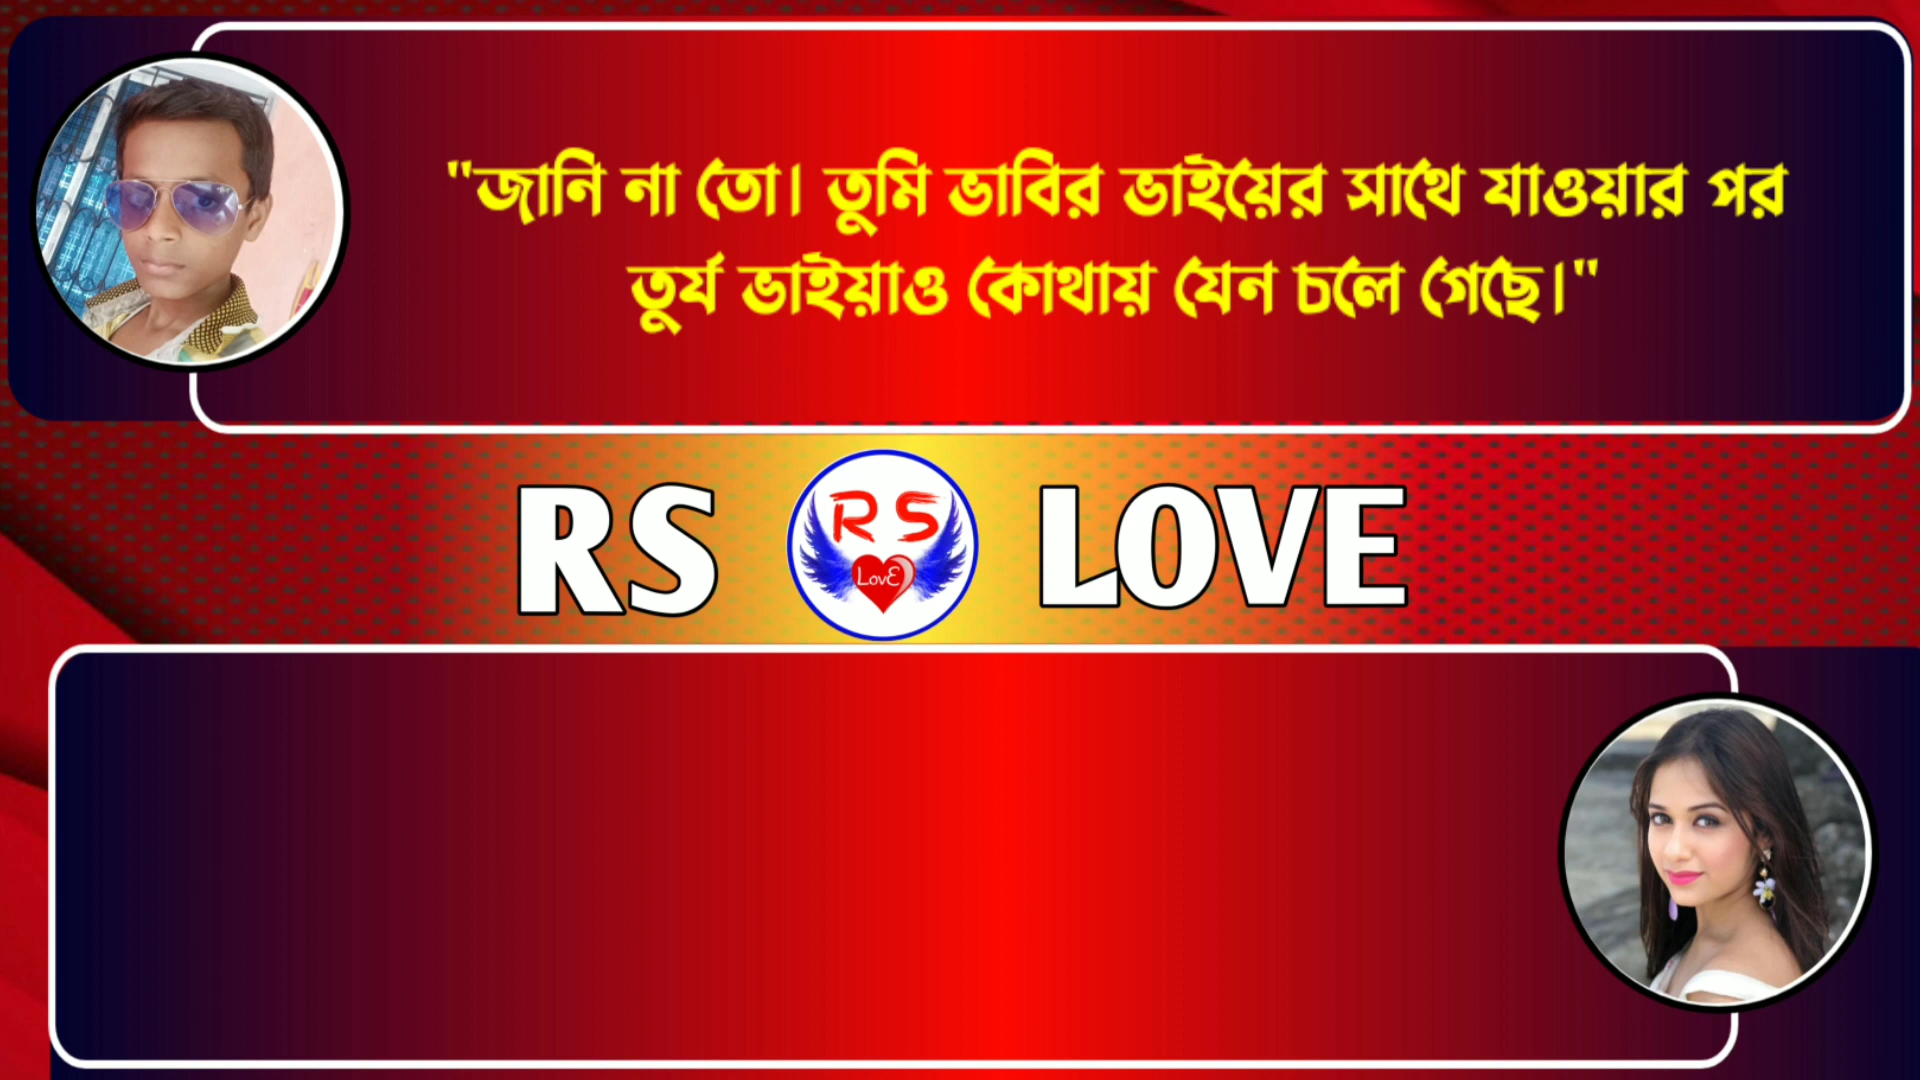 "জানি না তো। তুমি ভাবির ভাইয়ের সাথে যাওয়ার পর
তুর্য ভাইয়াও কোথায় যেন চলে গেছে।"
RS LOVE
RS
LovE